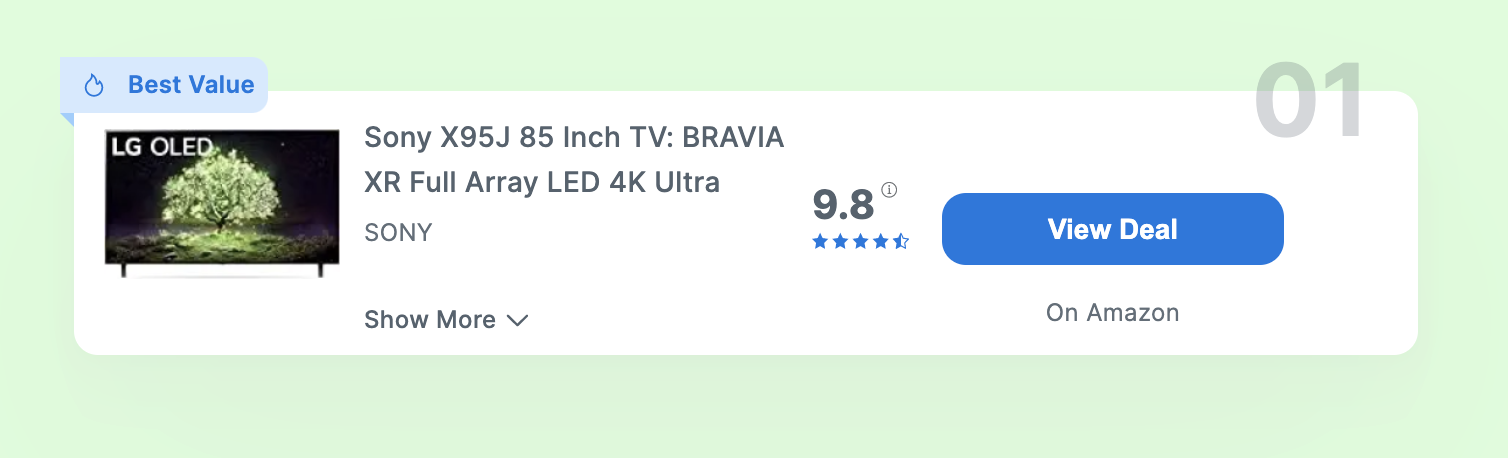 Best Value
01
LG OLED
Sony X95J 85 Inch TV: BRAVIA
XR Full Array LED 4K Ultra
SONY
9.8
View Deal
Show More
On Amazon